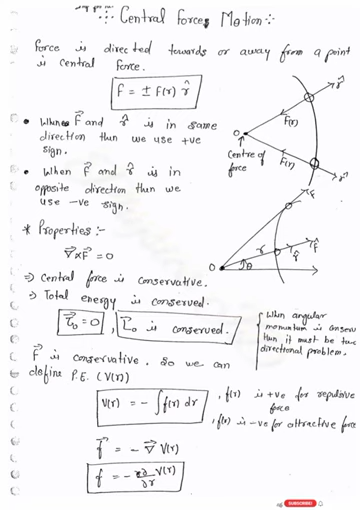 ∴ Central Force Motion :-
Force is directed towards or away from a point
is central force.
F = ± F(r) r̂
• When F⃗ and r̂ is in same
direction then we use +ve
sign.
• When F⃗ and r̂ is in
opposite direction then we
use -ve sign.
r̂
F(r)
O
Centre of
force
F(r)
r̂
* Properties :-
∇⃗×F⃗ = 0
⇒ Central force is conservative.
⇒ Total energy is conserved.
τ⃗₀ = 0 , L⃗₀ is conserved.
r
θ
O
When angular
momentum is conserv
then it must be two
directional problem.
F⃗ is conservative. So we can
define P.E. (V(r))
V(r) = - ∫f(r) dr
, f(r) is +ve for repulsive
force
, f(r) is -ve for attractive force
F⃗ = - ∇⃗ V(r)
f = - ∂/∂r V(r)
SUBSCRIBE